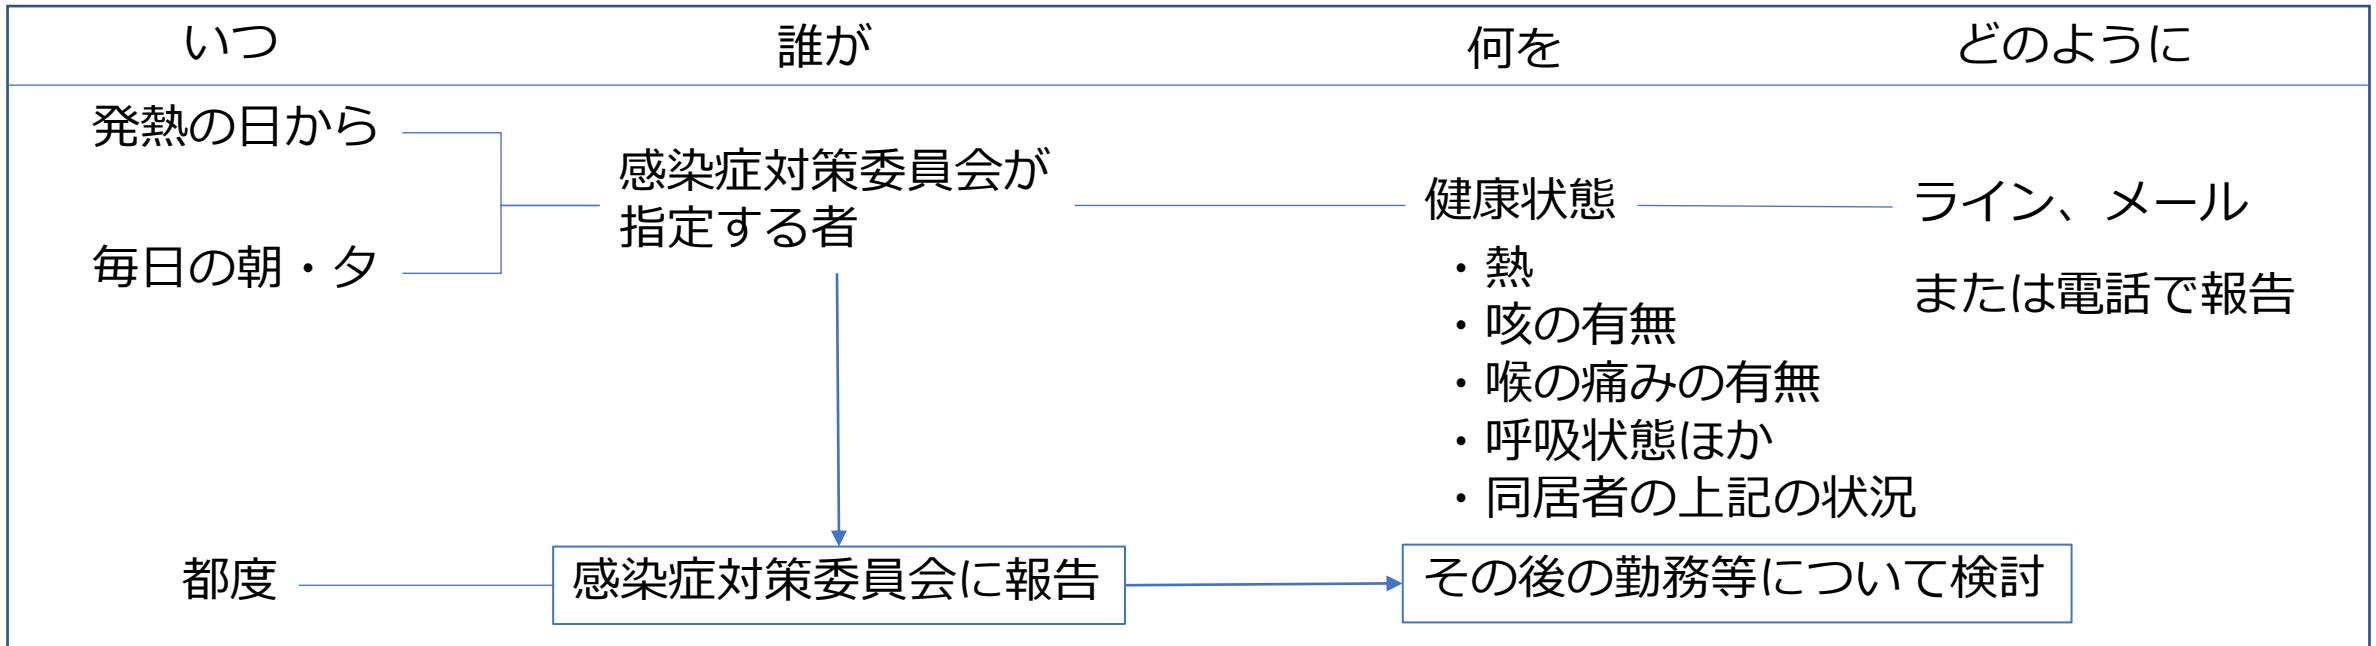 いつ
誰が
何を
どのように
発熱の日から
毎日の朝・夕
感染症対策委員会が
指定する者
健康状態
・熱
・咳の有無
・喉の痛みの有無
・呼吸状態ほか
・同居者の上記の状況
ライン、メール
または電話で報告
都度
感染症対策委員会に報告
その後の勤務等について検討